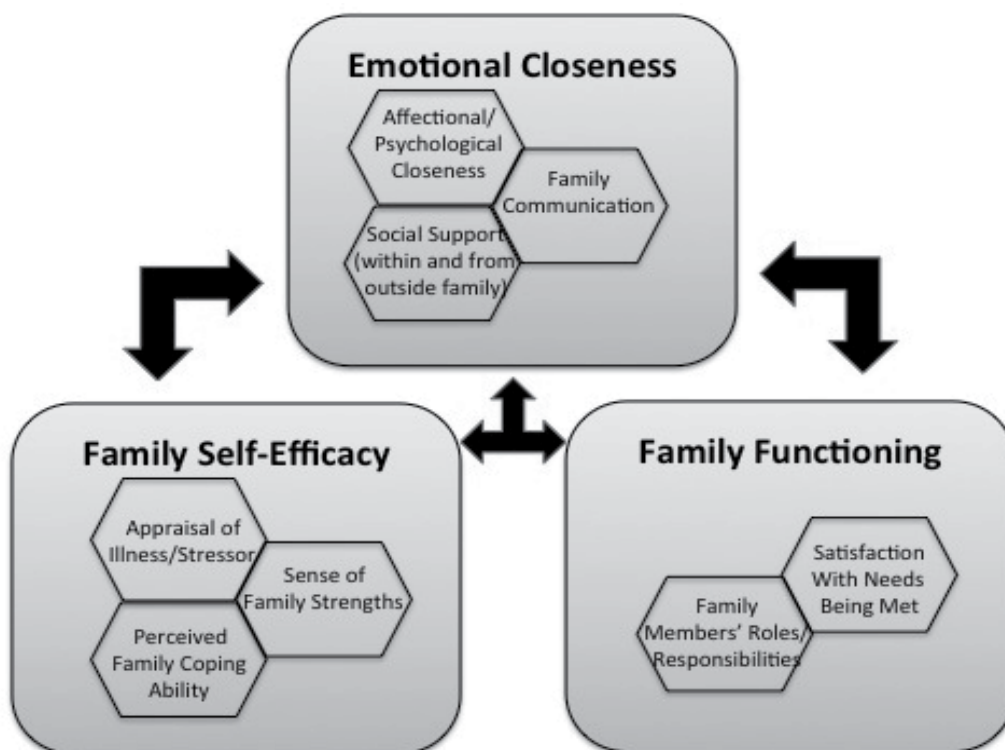 Emotional Closeness
Affectional/
Psychological
Closeness
Family
Communication
Social Support
(within and from
outside family)
Family Self-Efficacy
Appraisal of
Illness/Stressor
Sense of
Family Strengths
Perceived
Family Coping
Ability
Family Functioning
Satisfaction
With Needs
Being Met
Family
Members’ Roles/
Responsibilities